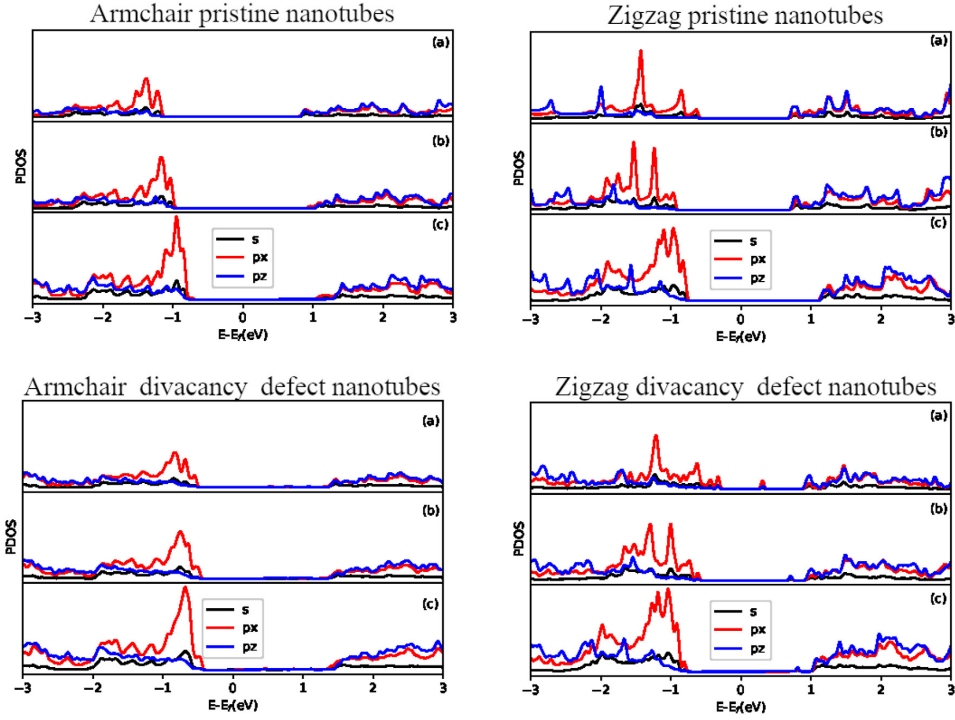 Armchair pristine nanotubes
(a)
(b)
(c)
PDOS
s
px
pz
−3 −2 −1 0 1 2 3
E-Ef(eV)
Zigzag pristine nanotubes
(a)
(b)
(c)
PDOS
s
px
pz
−3 −2 −1 0 1 2 3
E-Ef(eV)
Armchair divacancy defect nanotubes
(a)
(b)
(c)
PDOS
s
px
pz
−3 −2 −1 0 1 2 3
E-Ef(eV)
Zigzag divacancy defect nanotubes
(a)
(b)
(c)
PDOS
s
px
pz
−3 −2 −1 0 1 2 3
E-Ef(eV)